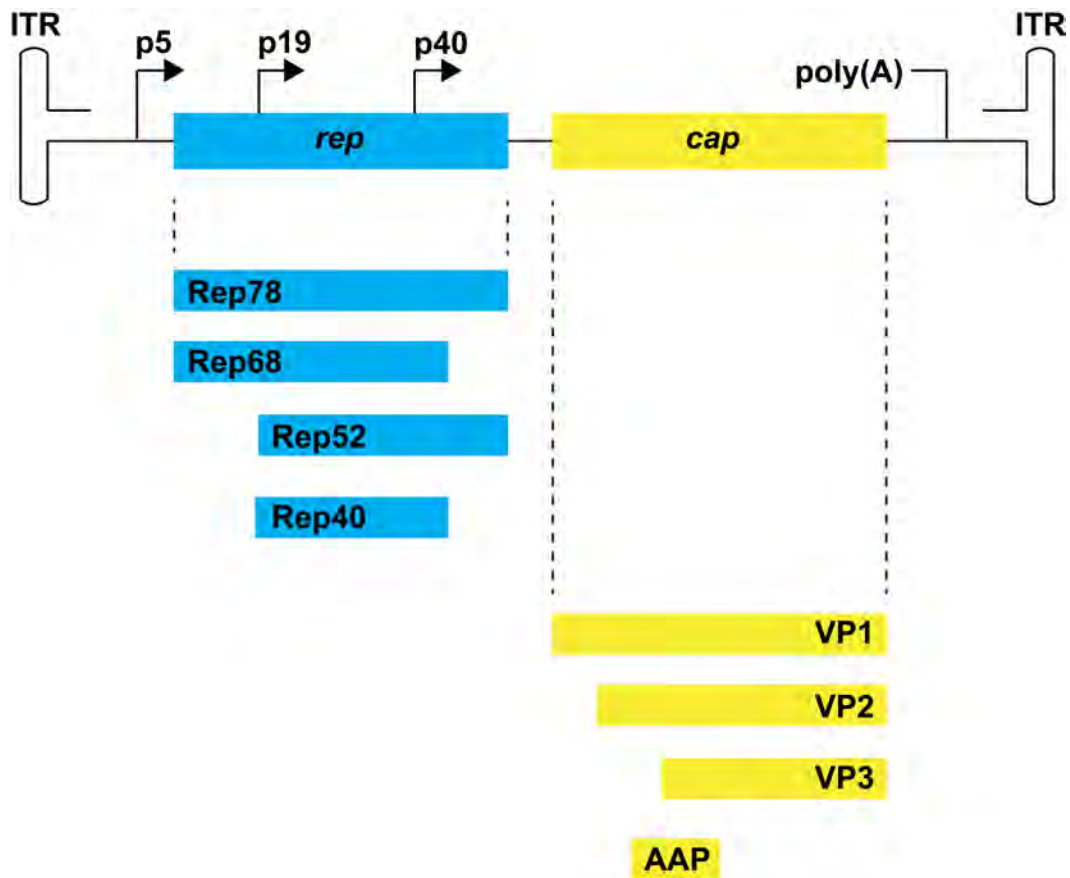 ITR
ITR
p5
p19
p40
poly(A)
rep
cap
Rep78
Rep68
Rep52
Rep40
VP1
VP2
VP3
AAP